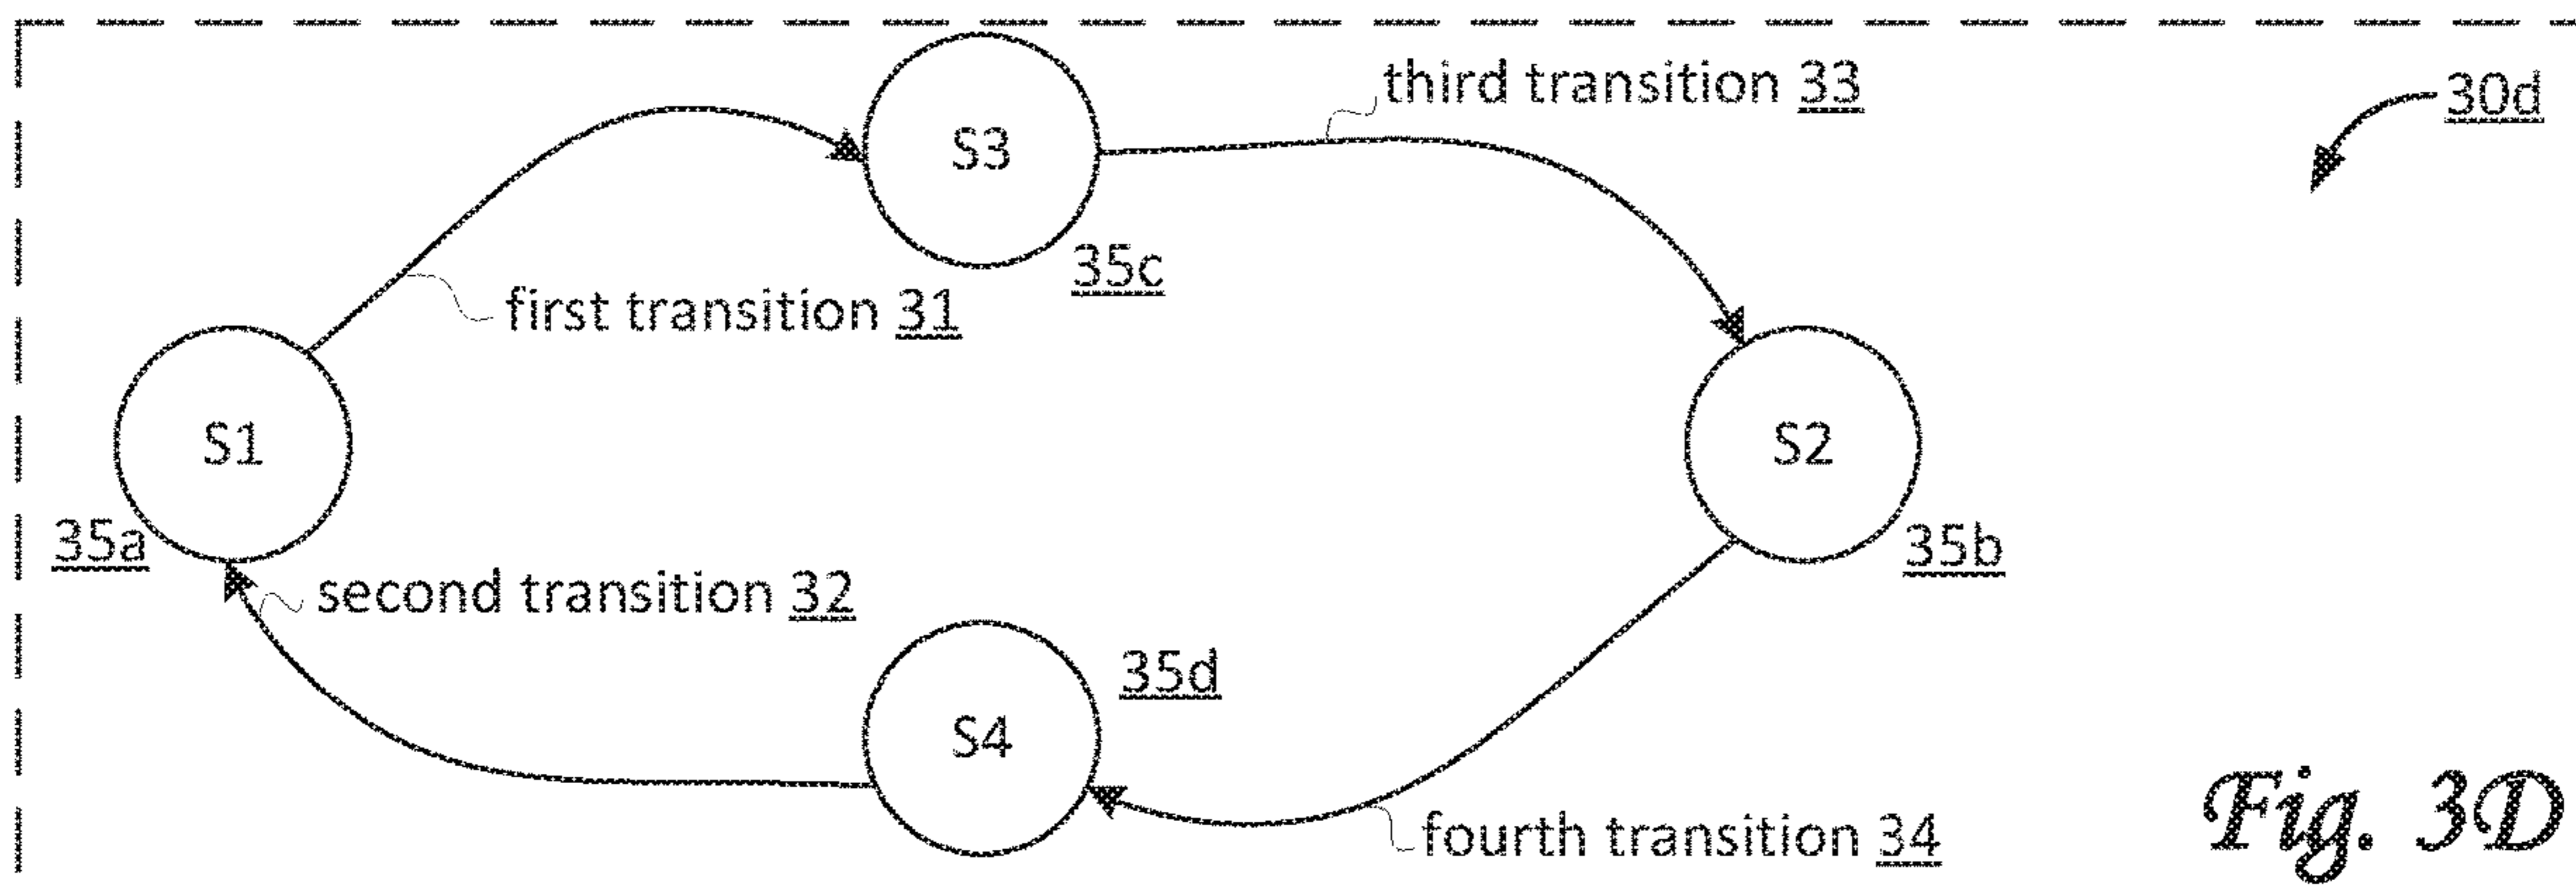 third transition 33
30d
S3
35c
first transition 31
S1
S2
35a
35b
second transition 32
35d
S4
fourth transition 34
Fig. 3D